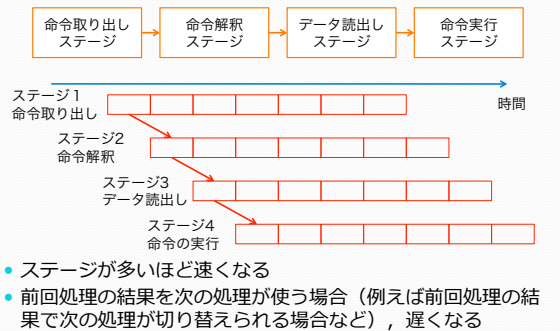 命令取り出し
ステージ
命令解釈
ステージ
データ読出し
ステージ
命令実行
ステージ
時間
ステージ１
命令取り出し
ステージ2
命令解釈
ステージ3
データ読出し
ステージ4
命令の実行
• ステージが多いほど速くなる
• 前回処理の結果を次の処理が使う場合（例えば前回処理の結
果で次の処理が切り替えられる場合など），遅くなる